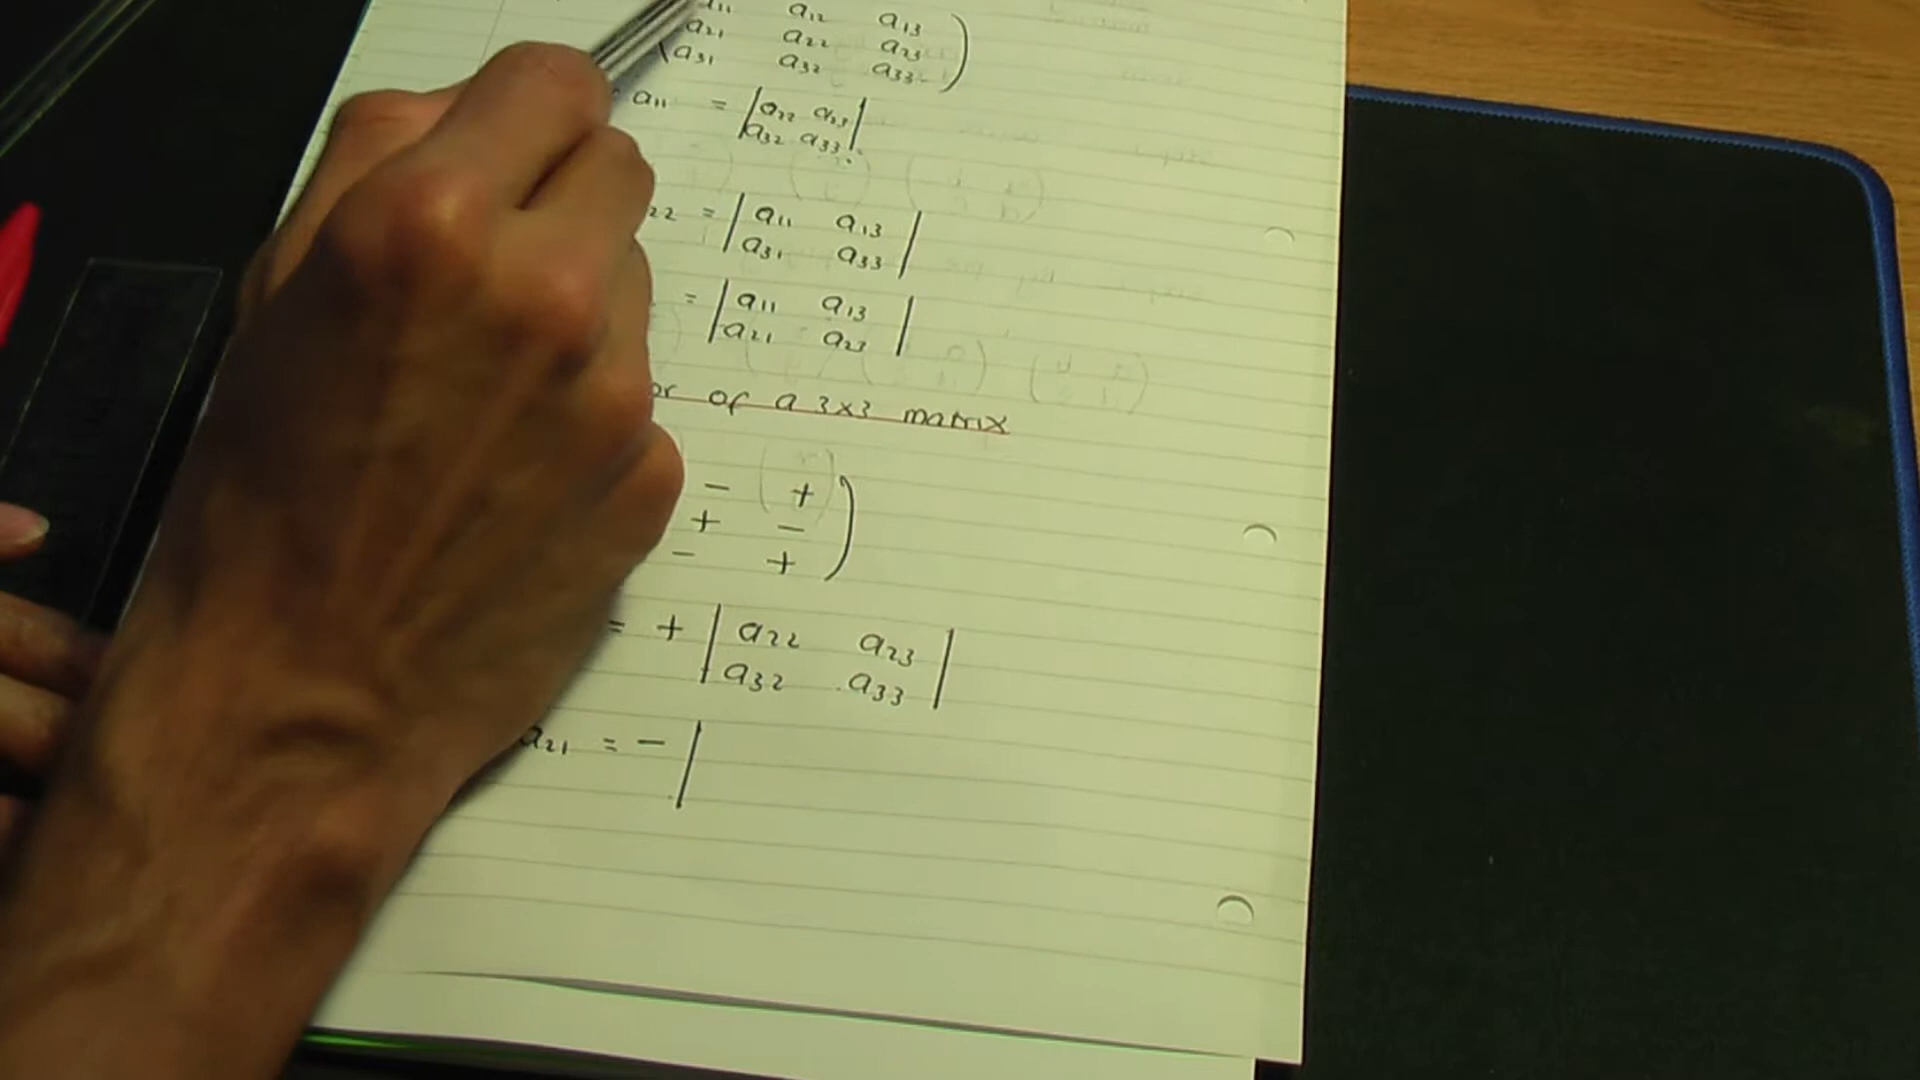 a11 a12 a13
a21 a22 a23
a31 a32 a33
a11 = | a22 a23 |
| a32 a33 |
22 = | a11 a13 |
| a31 a33 |
= | a11 a13 |
| a21 a23 |
or of a 3x3 matrix
- +
+ -
- +
= + | a22 a23 |
| a32 a33 |
a21 = - |